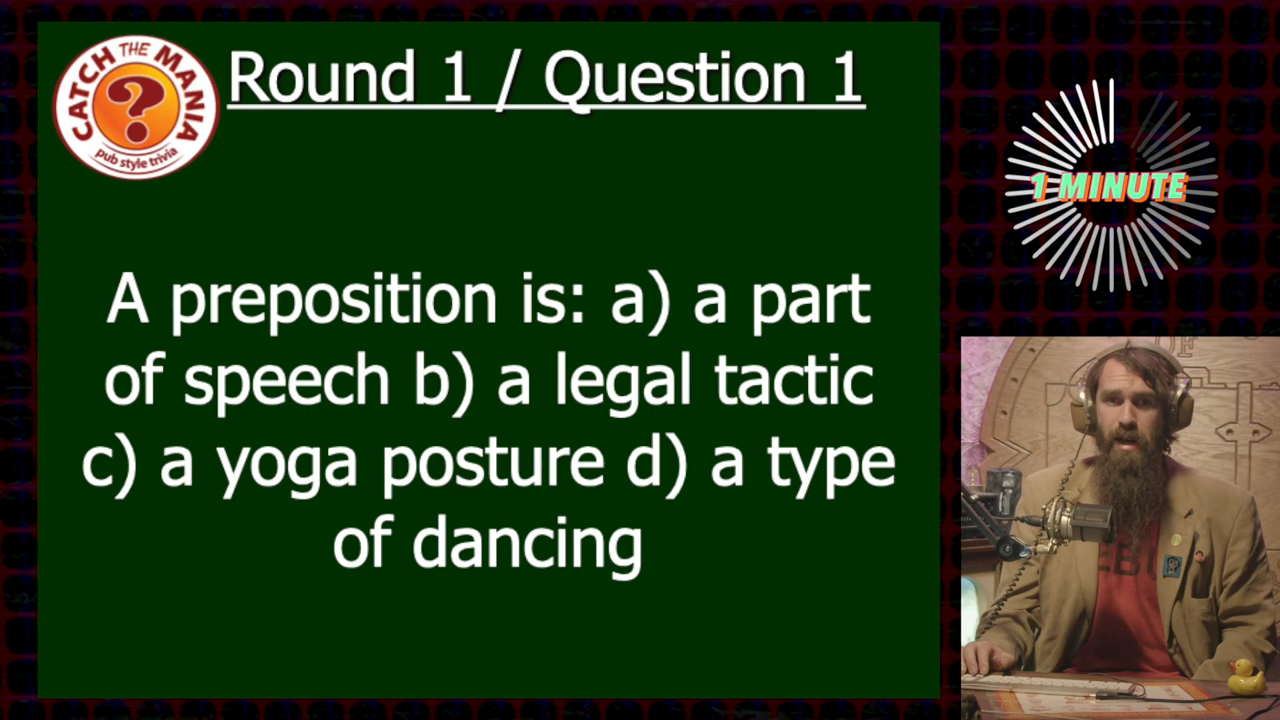 CATCH THE MANIA
?
pub style trivia
Round 1 / Question 1
1 MINUTE
A preposition is: a) a part
of speech b) a legal tactic
c) a yoga posture d) a type
of dancing
OF